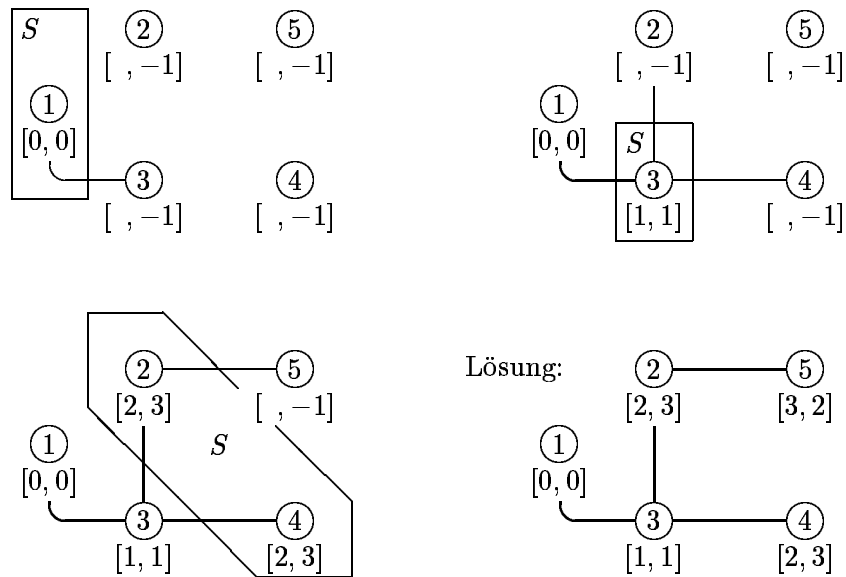 S 2 5 2 5
[ , −1] [ , −1] [ , −1] [ , −1]
1 1
[0, 0] [0, 0] S
3 4 3 4
[ , −1] [ , −1] [1, 1] [ , −1]
2 5 Lösung: 2 5
[2, 3] [ , −1] [2, 3] [3, 2]
1 S 1
[0, 0] [0, 0]
3 4 3 4
[1, 1] [2, 3] [1, 1] [2, 3]